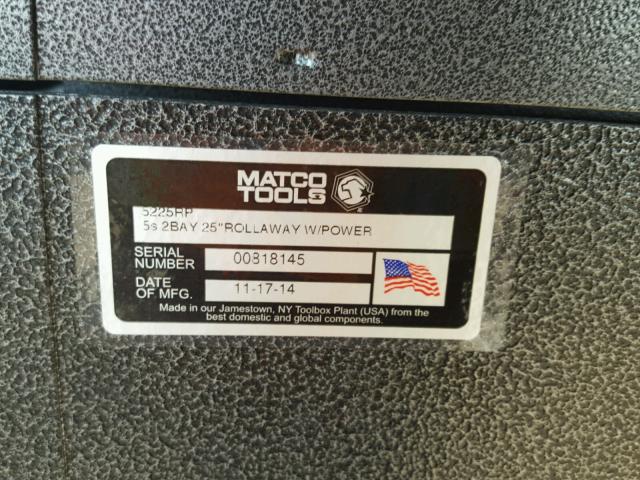 MATCO
TOOLS
5225RP
5s 2BAY 25" ROLLAWAY W/POWER
SERIAL
NUMBER
00818145
DATE
OF MFG.
11-17-14
Made in our Jamestown, NY Toolbox Plant (USA) from the
best domestic and global components.